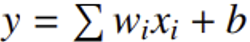 y = ∑ wᵢxᵢ + b